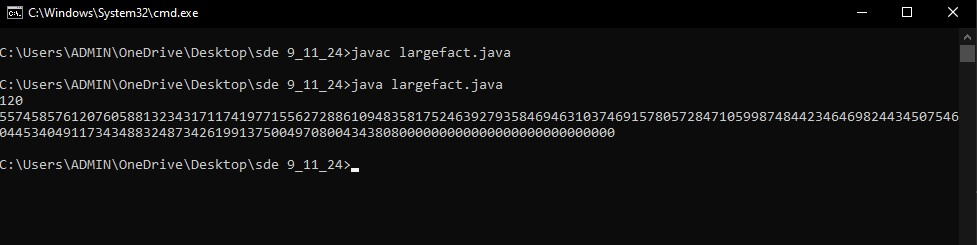 C:\Windows\System32\cmd.exe
C:\Users\ADMIN\OneDrive\Desktop\sde 9_11_24>javac largefact.java
C:\Users\ADMIN\OneDrive\Desktop\sde 9_11_24>java largefact.java
120
557458576120760588132343171174197715562728861094835817524639279358469463103746915780572847105998748442346469824434507546
04453404911734348832487342619913750049708004343808000000000000000000000000000
C:\Users\ADMIN\OneDrive\Desktop\sde 9_11_24>